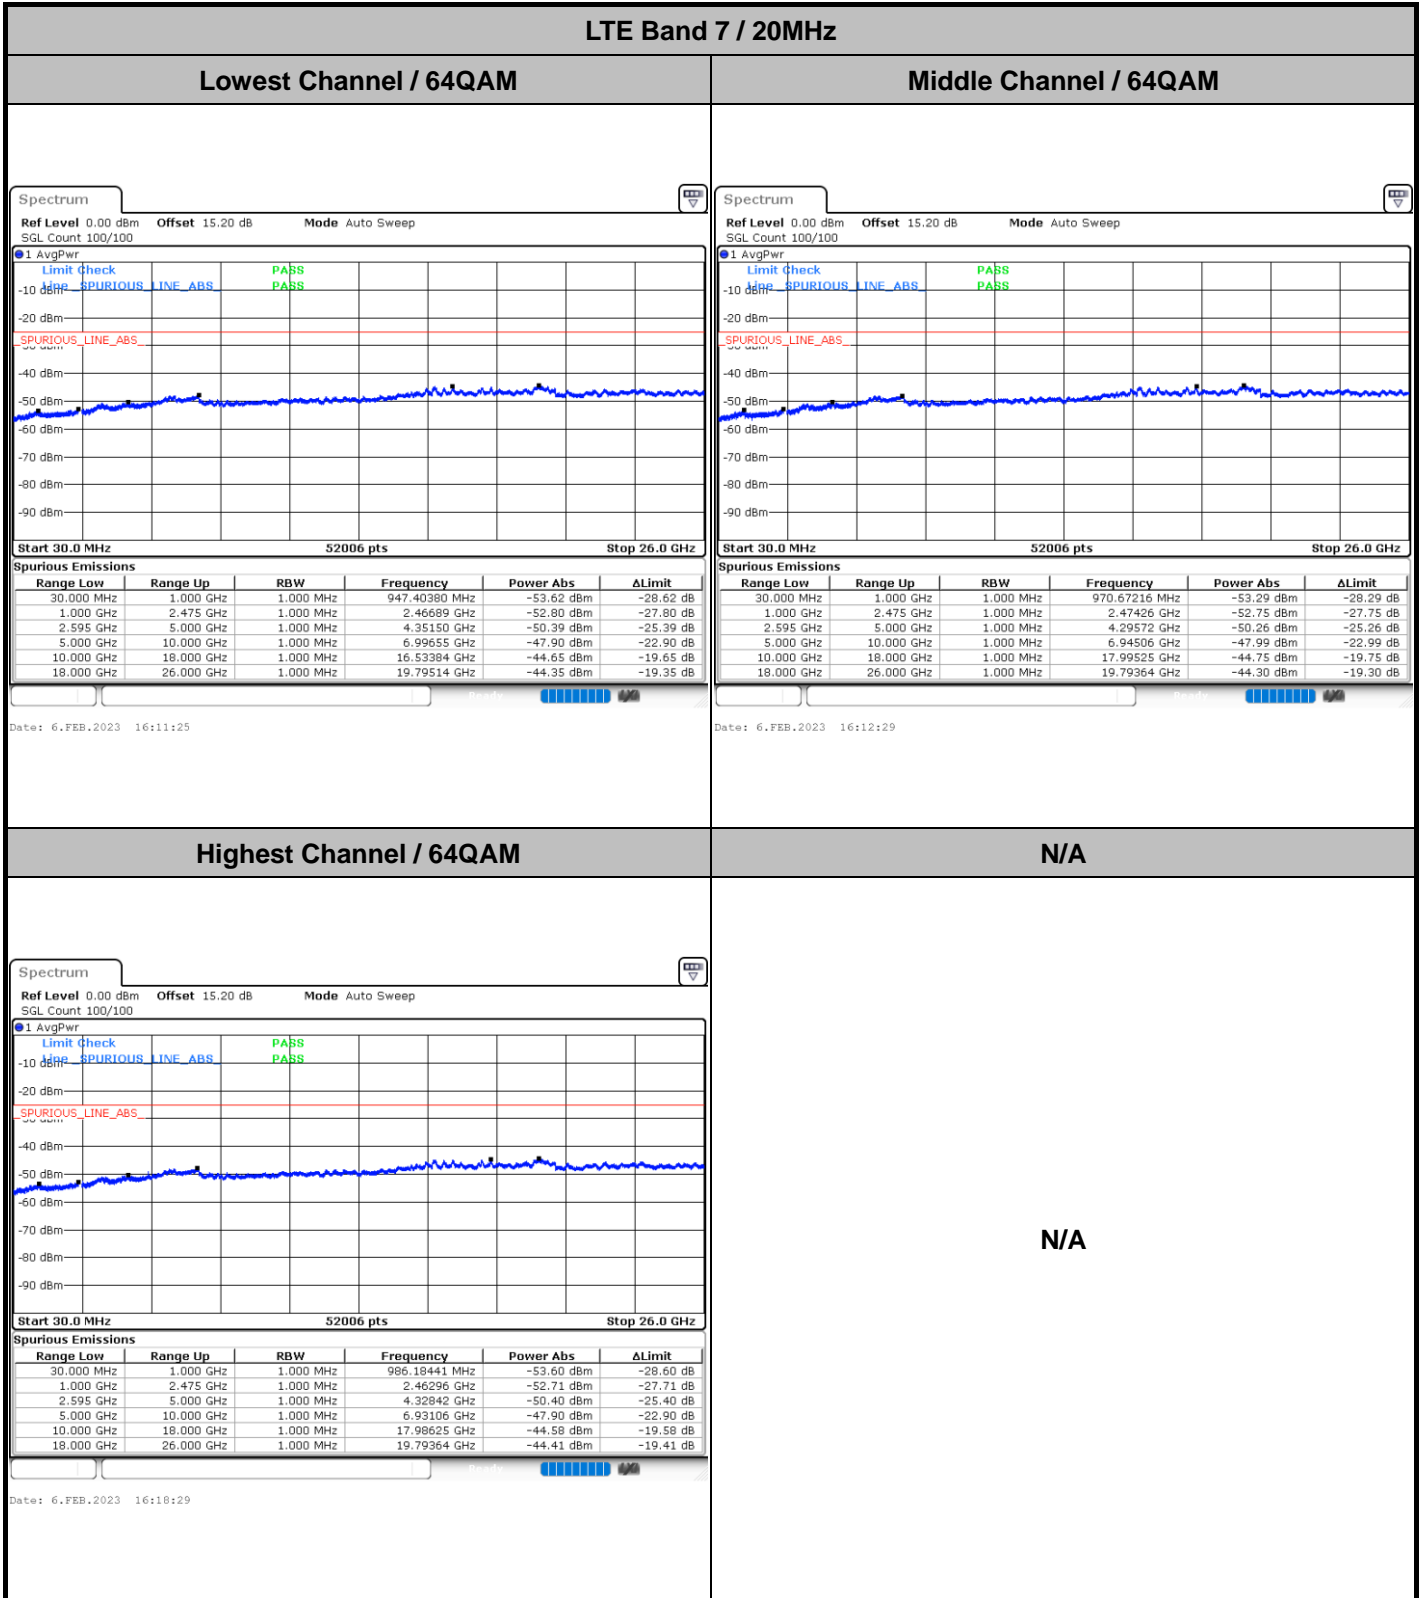 LTE Band 7 / 20MHz
Lowest Channel / 64QAM
Middle Channel / 64QAM
Spectrum
Ref Level 0.00 dBm Offset 15.20 dB Mode Auto Sweep
SGL Count 100/100
1 AvgPwr
Limit Check PASS
Line _SPURIOUS_LINE_ABS_ PASS
-10 dBm
-20 dBm
_SPURIOUS_LINE_ABS_
-30 dBm
-40 dBm
-50 dBm
-60 dBm
-70 dBm
-80 dBm
-90 dBm
Start 30.0 MHz 52006 pts Stop 26.0 GHz
Spurious Emissions
Range Low Range Up RBW Frequency Power Abs ΔLimit
30.000 MHz 1.000 GHz 1.000 MHz 947.40380 MHz -53.62 dBm -28.62 dB
1.000 GHz 2.475 GHz 1.000 MHz 2.46689 GHz -52.80 dBm -27.80 dB
2.595 GHz 5.000 GHz 1.000 MHz 4.35150 GHz -50.39 dBm -25.39 dB
5.000 GHz 10.000 GHz 1.000 MHz 6.99655 GHz -47.90 dBm -22.90 dB
10.000 GHz 18.000 GHz 1.000 MHz 16.53384 GHz -44.65 dBm -19.65 dB
18.000 GHz 26.000 GHz 1.000 MHz 19.79514 GHz -44.35 dBm -19.35 dB
Ready
Date: 6.FEB.2023 16:11:25
Spectrum
Ref Level 0.00 dBm Offset 15.20 dB Mode Auto Sweep
SGL Count 100/100
1 AvgPwr
Limit Check PASS
Line _SPURIOUS_LINE_ABS_ PASS
-10 dBm
-20 dBm
_SPURIOUS_LINE_ABS_
-30 dBm
-40 dBm
-50 dBm
-60 dBm
-70 dBm
-80 dBm
-90 dBm
Start 30.0 MHz 52006 pts Stop 26.0 GHz
Spurious Emissions
Range Low Range Up RBW Frequency Power Abs ΔLimit
30.000 MHz 1.000 GHz 1.000 MHz 970.67216 MHz -53.29 dBm -28.29 dB
1.000 GHz 2.475 GHz 1.000 MHz 2.47426 GHz -52.75 dBm -27.75 dB
2.595 GHz 5.000 GHz 1.000 MHz 4.29572 GHz -50.26 dBm -25.26 dB
5.000 GHz 10.000 GHz 1.000 MHz 6.94506 GHz -47.99 dBm -22.99 dB
10.000 GHz 18.000 GHz 1.000 MHz 17.99525 GHz -44.75 dBm -19.75 dB
18.000 GHz 26.000 GHz 1.000 MHz 19.79364 GHz -44.30 dBm -19.30 dB
Ready
Date: 6.FEB.2023 16:12:29
Highest Channel / 64QAM
N/A
Spectrum
Ref Level 0.00 dBm Offset 15.20 dB Mode Auto Sweep
SGL Count 100/100
1 AvgPwr
Limit Check PASS
Line _SPURIOUS_LINE_ABS_ PASS
-10 dBm
-20 dBm
_SPURIOUS_LINE_ABS_
-30 dBm
-40 dBm
-50 dBm
-60 dBm
-70 dBm
-80 dBm
-90 dBm
Start 30.0 MHz 52006 pts Stop 26.0 GHz
Spurious Emissions
Range Low Range Up RBW Frequency Power Abs ΔLimit
30.000 MHz 1.000 GHz 1.000 MHz 986.18441 MHz -53.60 dBm -28.60 dB
1.000 GHz 2.475 GHz 1.000 MHz 2.46296 GHz -52.71 dBm -27.71 dB
2.595 GHz 5.000 GHz 1.000 MHz 4.32842 GHz -50.40 dBm -25.40 dB
5.000 GHz 10.000 GHz 1.000 MHz 6.93106 GHz -47.90 dBm -22.90 dB
10.000 GHz 18.000 GHz 1.000 MHz 17.98625 GHz -44.58 dBm -19.58 dB
18.000 GHz 26.000 GHz 1.000 MHz 19.79364 GHz -44.41 dBm -19.41 dB
Ready
Date: 6.FEB.2023 16:18:29
N/A